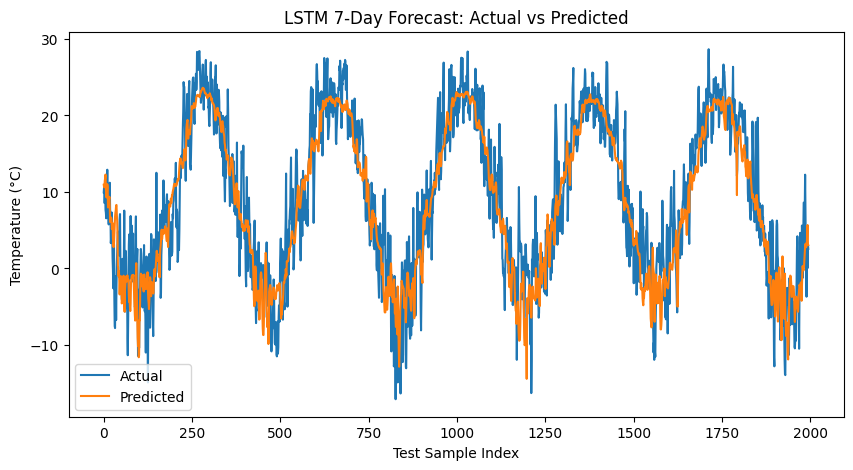 LSTM 7-Day Forecast: Actual vs Predicted
30
20
10
0
−10
Temperature (°C)
Actual
Predicted
0
250
500
750
1000
1250
1500
1750
2000
Test Sample Index